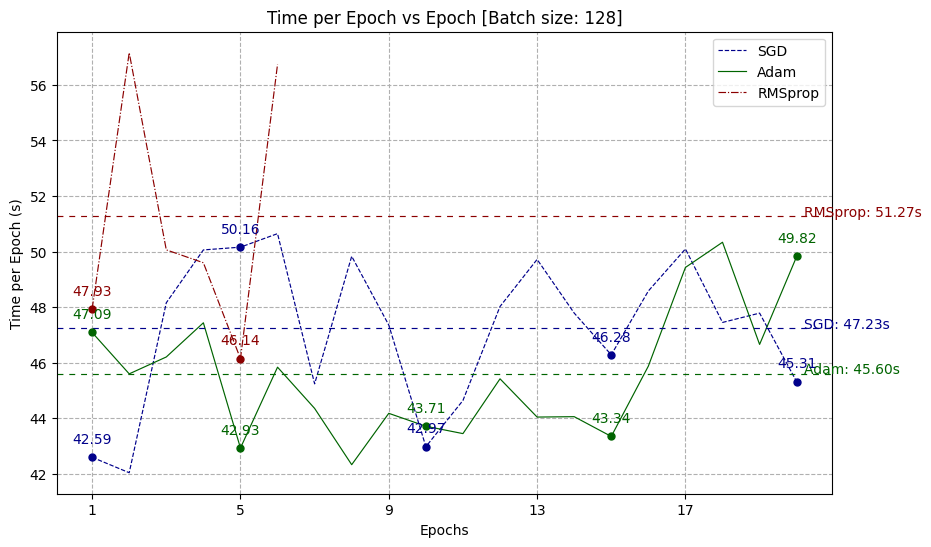 Time per Epoch vs Epoch [Batch size: 128]
SGD
Adam
RMSprop
Time per Epoch (s)
56
54
52
50
48
46
44
42
RMSprop: 51.27s
SGD: 47.23s
Adam: 45.60s
47.93
47.09
42.59
50.16
46.14
42.93
43.71
42.97
46.28
43.34
49.82
45.31
1
5
9
13
17
Epochs